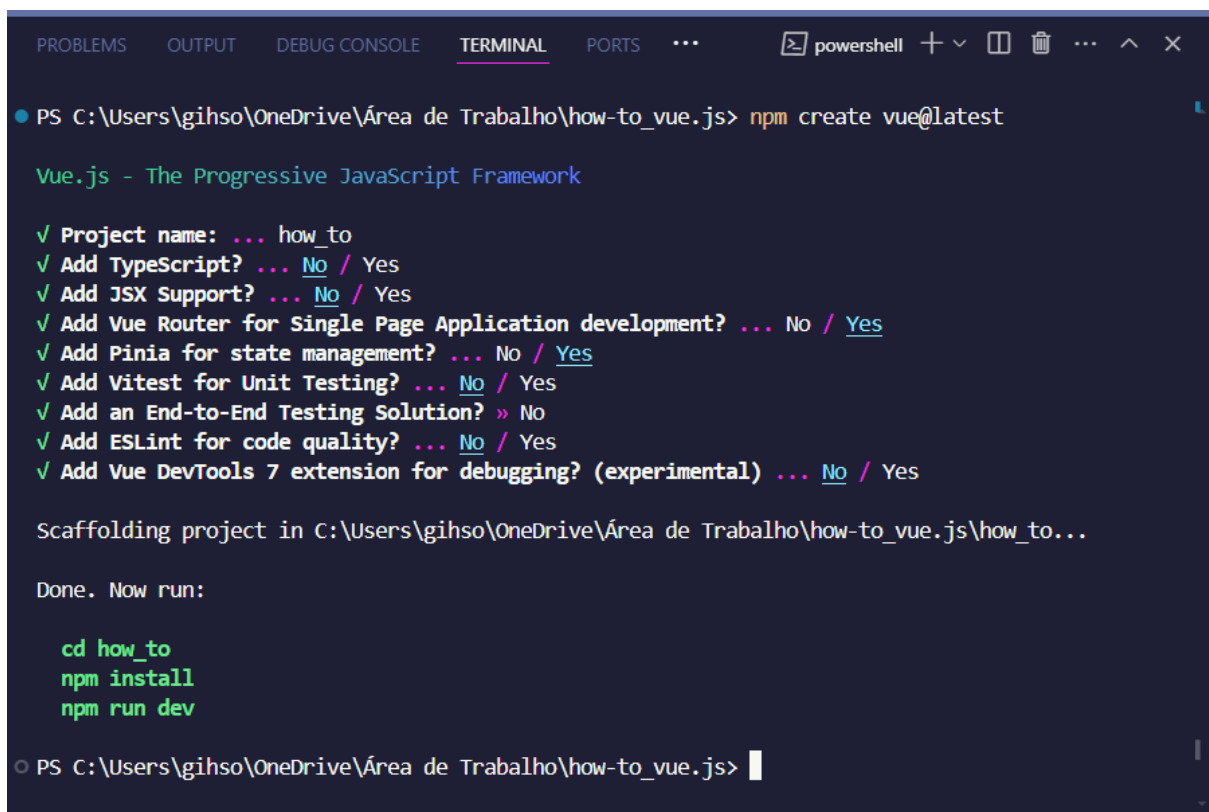 PROBLEMS OUTPUT DEBUG CONSOLE TERMINAL PORTS ... powershell
PS C:\Users\gihso\OneDrive\Área de Trabalho\how-to_vue.js> npm create vue@latest
Vue.js - The Progressive JavaScript Framework
√ Project name: ... how_to
√ Add TypeScript? ... No / Yes
√ Add JSX Support? ... No / Yes
√ Add Vue Router for Single Page Application development? ... No / Yes
√ Add Pinia for state management? ... No / Yes
√ Add Vitest for Unit Testing? ... No / Yes
√ Add an End-to-End Testing Solution? » No
√ Add ESLint for code quality? ... No / Yes
√ Add Vue DevTools 7 extension for debugging? (experimental) ... No / Yes
Scaffolding project in C:\Users\gihso\OneDrive\Área de Trabalho\how-to_vue.js\how_to...
Done. Now run:
cd how_to
npm install
npm run dev
PS C:\Users\gihso\OneDrive\Área de Trabalho\how-to_vue.js>